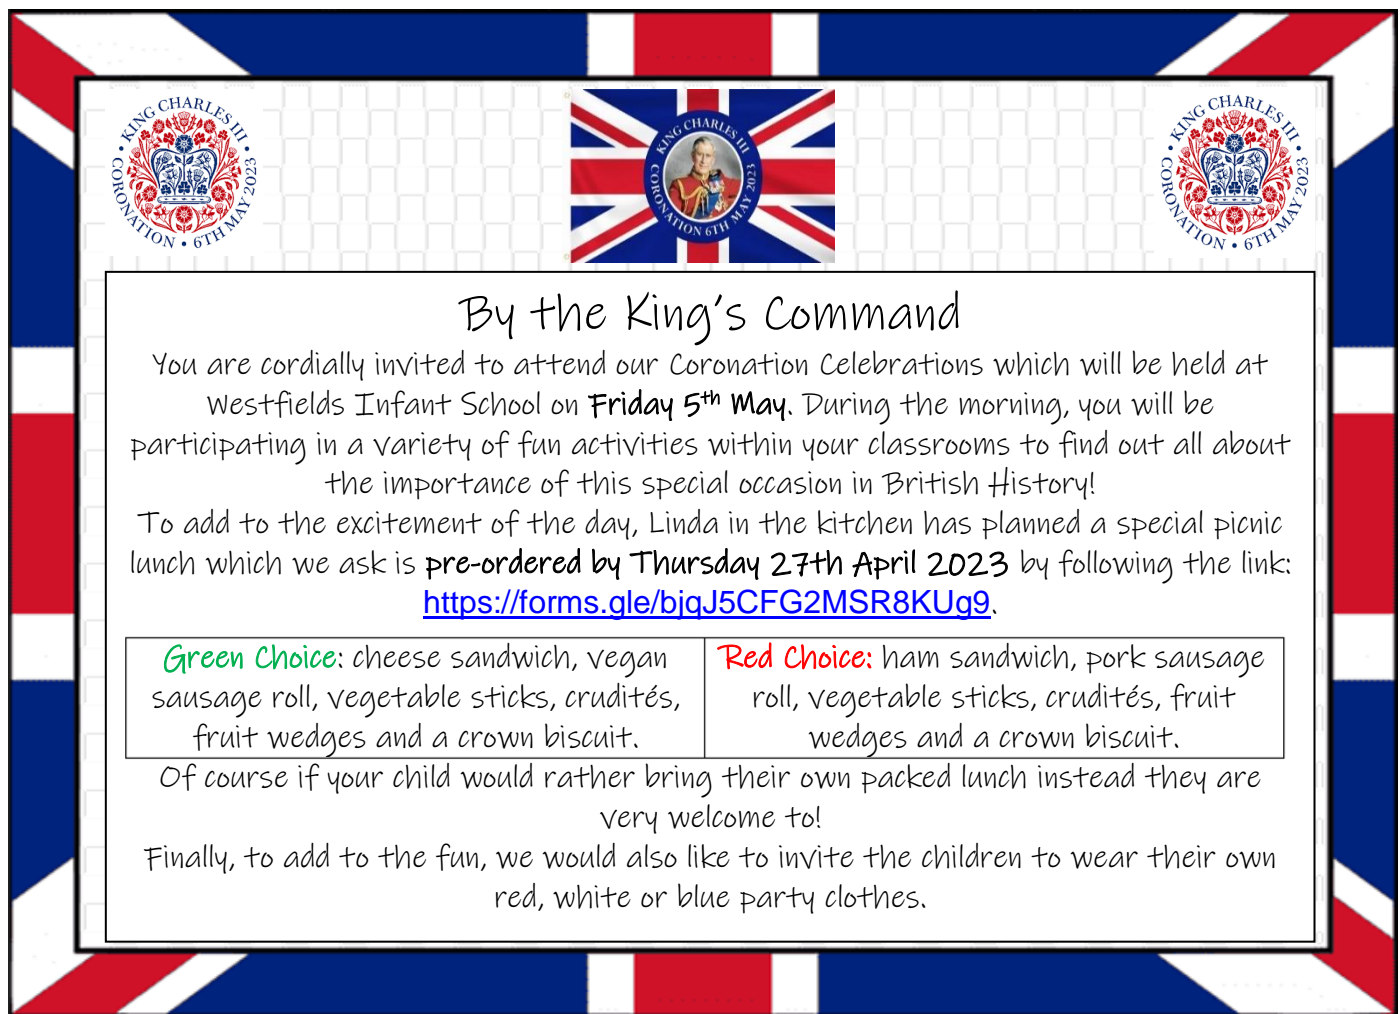 KING CHARLES III
CORONATION • 6TH MAY 2023
KING CHARLES III
CORONATION 6TH MAY 2023
KING CHARLES III
CORONATION • 6TH MAY 2023
By the King's Command
You are cordially invited to attend our Coronation Celebrations which will be held at
Westfields Infant School on Friday 5th May. During the morning, you will be
participating in a variety of fun activities within your classrooms to find out all about
the importance of this special occasion in British History!
To add to the excitement of the day, Linda in the kitchen has planned a special picnic
lunch which we ask is pre-ordered by Thursday 27th April 2023 by following the link:
https://forms.gle/bjqJ5CFG2MSR8KUg9.
Green Choice: cheese sandwich, vegan
sausage roll, vegetable sticks, crudités,
fruit wedges and a crown biscuit.
Red Choice: ham sandwich, pork sausage
roll, vegetable sticks, crudités, fruit
wedges and a crown biscuit.
Of course if your child would rather bring their own packed lunch instead they are
very welcome to!
Finally, to add to the fun, we would also like to invite the children to wear their own
red, white or blue party clothes.